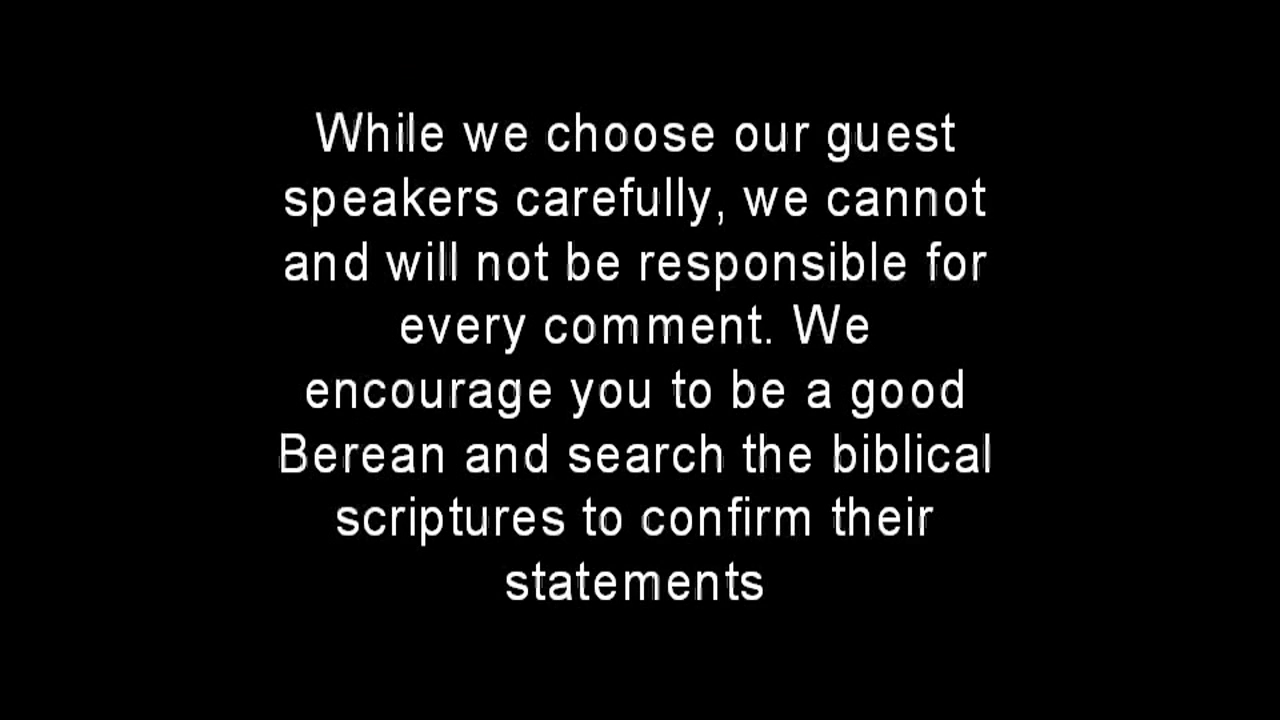 While we choose our guest
speakers carefully, we cannot
and will not be responsible for
every comment. We
encourage you to be a good
Berean and search the biblical
scriptures to confirm their
statements